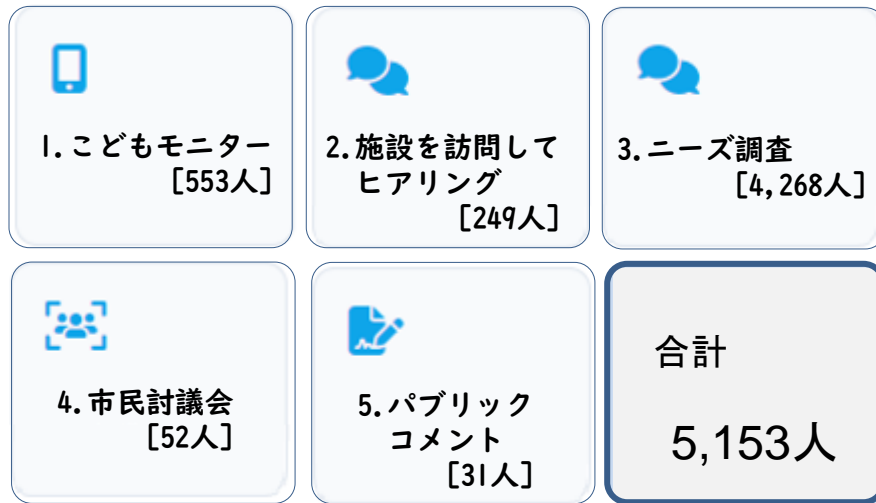 1.こどもモニター
[553人]
2.施設を訪問して
ヒアリング
[249人]
3.ニーズ調査
[4,268人]
4.市民討議会
[52人]
5.パブリック
コメント
[31人]
合計
5,153人